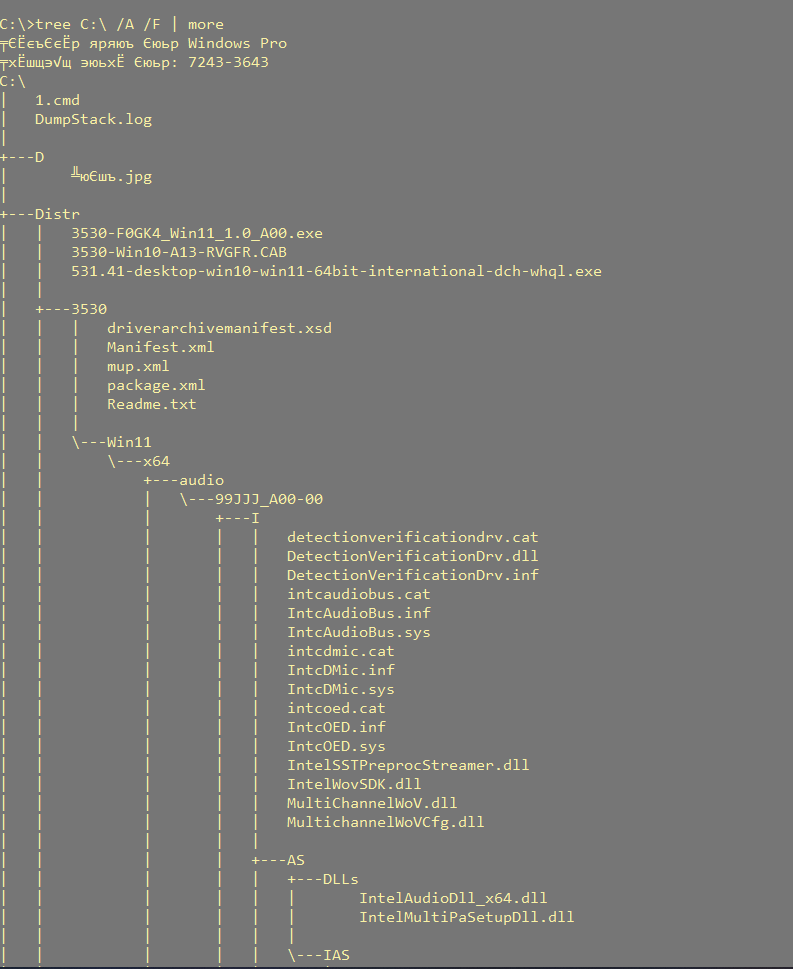 C:\>tree C:\ /A /F | more
╤ЄЁєъЄєЁр яряюъ Єюьр Windows Pro
╤хЁшщэ√щ эюьхЁ Єюьр: 7243-3643
C:\
|   1.cmd
|   DumpStack.log
|
+---D
|       ╩юЄшъ.jpg
|
+---Distr
|   |   3530-F0GK4_Win11_1.0_A00.exe
|   |   3530-Win10-A13-RVGFR.CAB
|   |   531.41-desktop-win10-win11-64bit-international-dch-whql.exe
|   |
|   +---3530
|   |   |   driverarchivemanifest.xsd
|   |   |   Manifest.xml
|   |   |   mup.xml
|   |   |   package.xml
|   |   |   Readme.txt
|   |   |
|   |   \---Win11
|   |       \---x64
|   |           +---audio
|   |           |   \---99JJJ_A00-00
|   |           |       +---I
|   |           |       |   |   detectionverificationdrv.cat
|   |           |       |   |   DetectionVerificationDrv.dll
|   |           |       |   |   DetectionVerificationDrv.inf
|   |           |       |   |   intcaudiobus.cat
|   |           |       |   |   IntcAudioBus.inf
|   |           |       |   |   IntcAudioBus.sys
|   |           |       |   |   intcdmic.cat
|   |           |       |   |   IntcDMic.inf
|   |           |       |   |   IntcDMic.sys
|   |           |       |   |   intcoed.cat
|   |           |       |   |   IntcOED.inf
|   |           |       |   |   IntcOED.sys
|   |           |       |   |   IntelSSTPreprocStreamer.dll
|   |           |       |   |   IntelWovSDK.dll
|   |           |       |   |   MultiChannelWoV.dll
|   |           |       |   |   MultichannelWoVCfg.dll
|   |           |       |   |
|   |           |       |   +---AS
|   |           |       |   |   +---DLLs
|   |           |       |   |   |       IntelAudioDll_x64.dll
|   |           |       |   |   |       IntelMultiPaSetupDll.dll
|   |           |       |   |   |
|   |           |       |   |   \---IAS